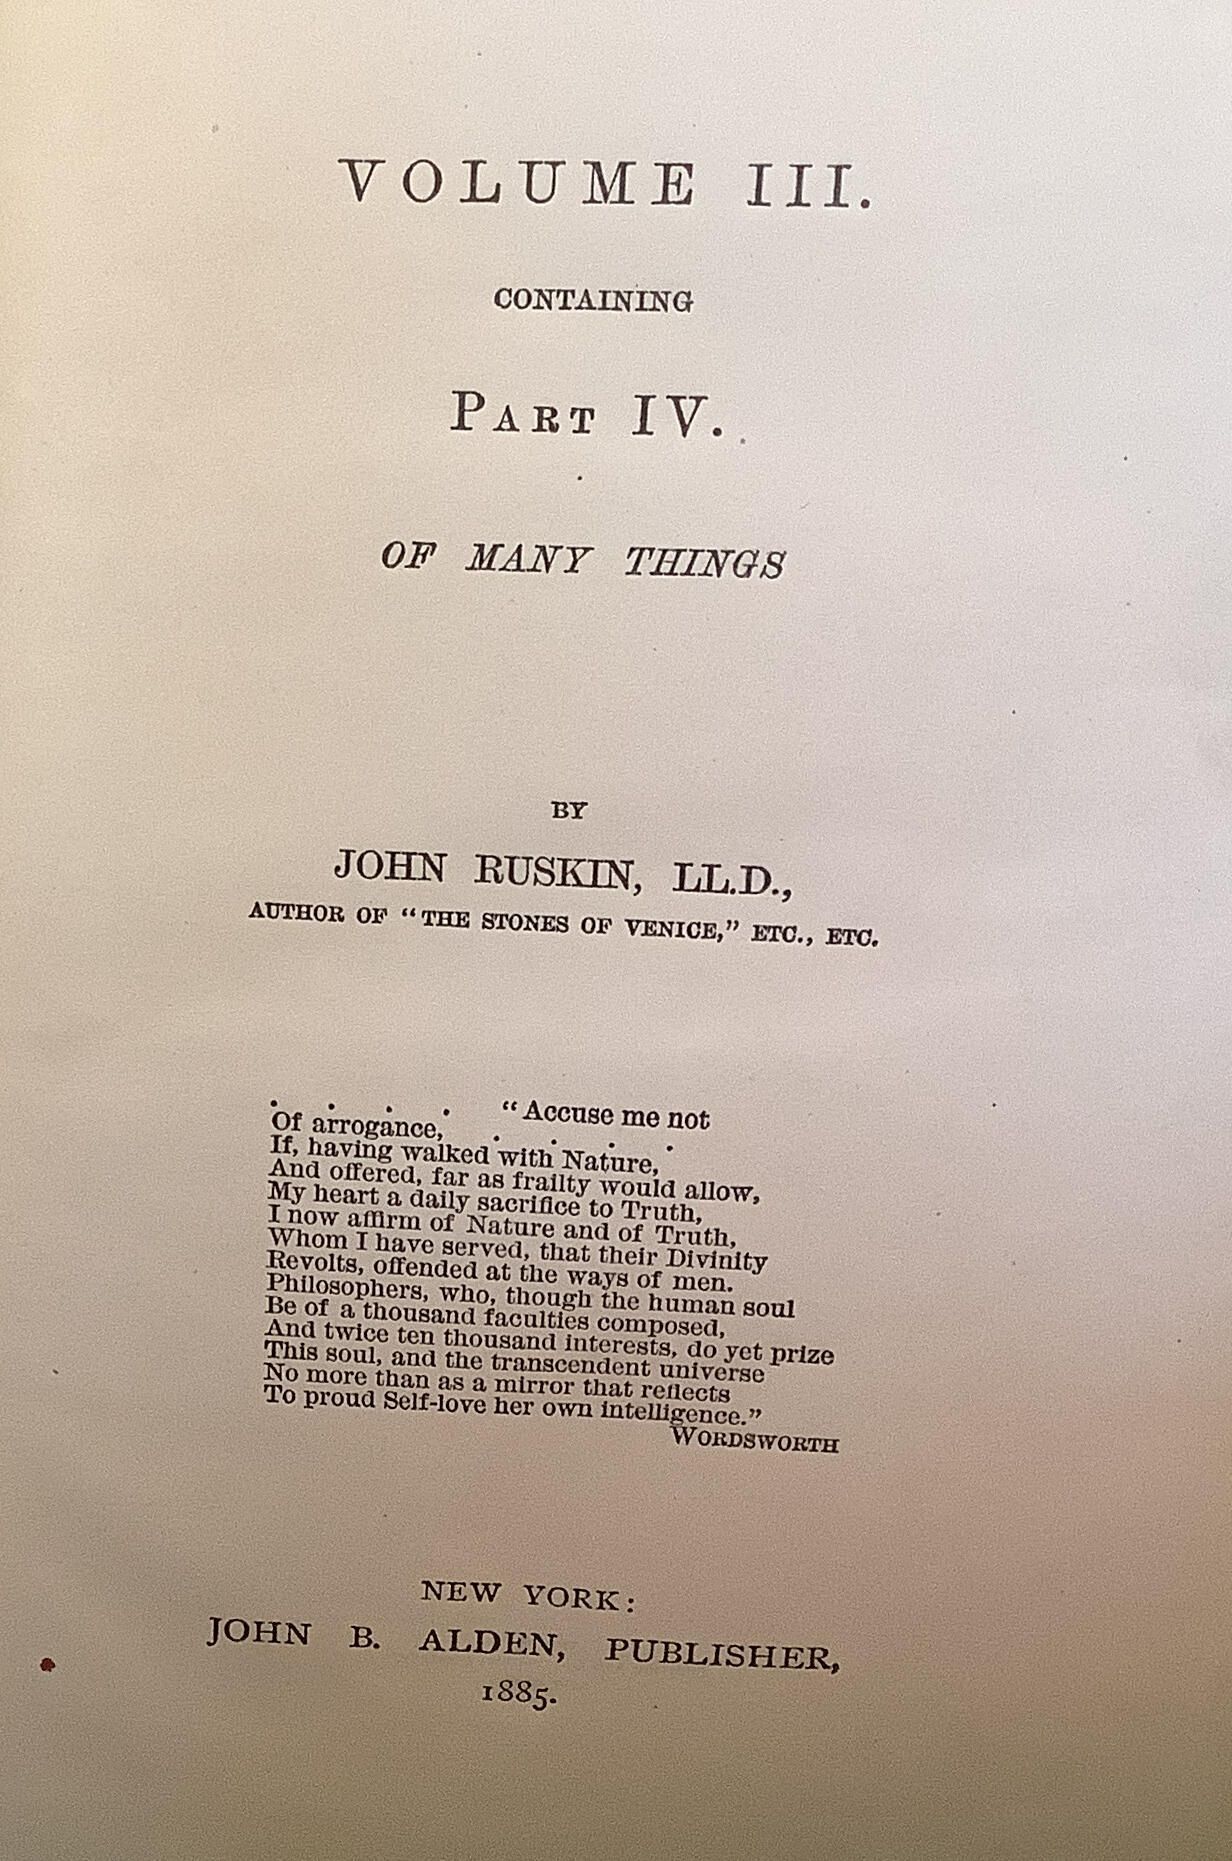 VOLUME III.
CONTAINING
PART IV.
OF MANY THINGS
BY
JOHN RUSKIN, LL.D.,
AUTHOR OF "THE STONES OF VENICE," ETC., ETC.
. . . . "Accuse me not
Of arrogance, . . . .
If, having walked with Nature,
And offered, far as frailty would allow,
My heart a daily sacrifice to Truth,
I now affirm of Nature and of Truth,
Whom I have served, that their Divinity
Revolts, offended at the ways of men.
Philosophers, who, though the human soul
Be of a thousand faculties composed,
And twice ten thousand interests, do yet prize
This soul, and the transcendent universe
No more than as a mirror that reflects
To proud Self-love her own intelligence."
WORDSWORTH
NEW YORK:
JOHN B. ALDEN, PUBLISHER,
1885.